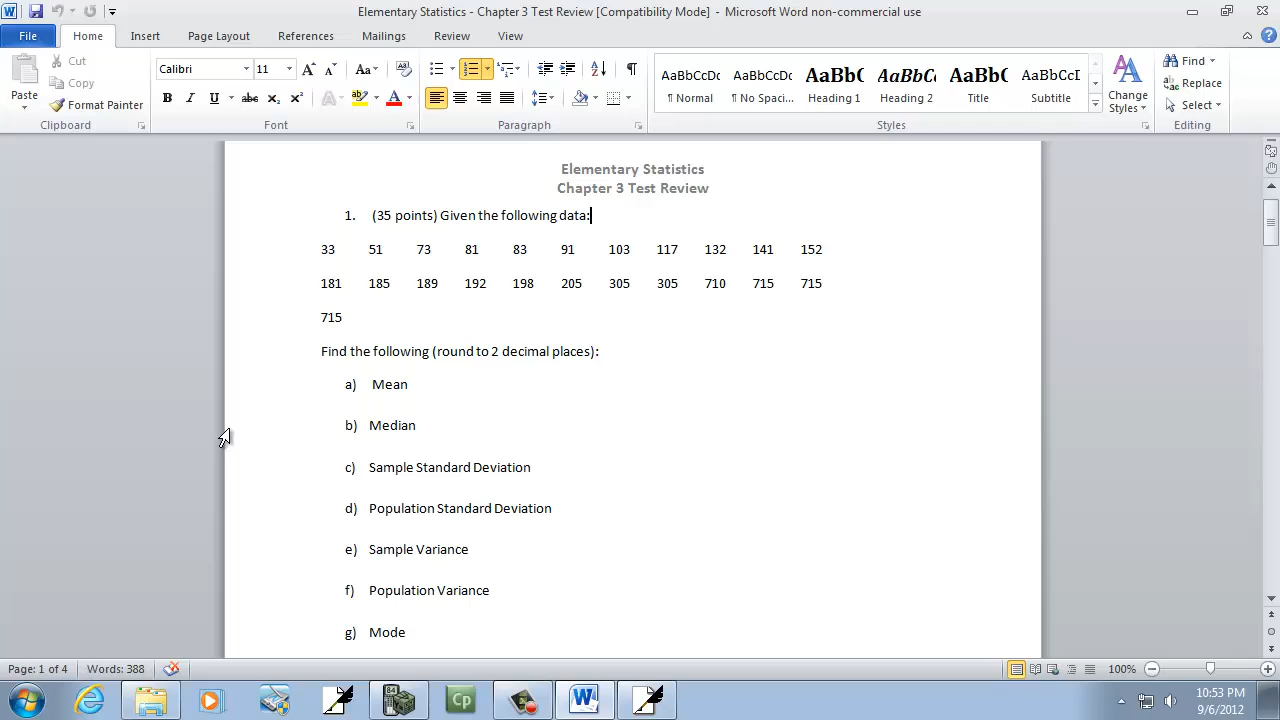 Elementary Statistics - Chapter 3 Test Review [Compatibility Mode] - Microsoft Word non-commercial use
File Home Insert Page Layout References Mailings Review View
Paste
Cut
Copy
Format Painter
Clipboard
Calibri 11
Font
Paragraph
AaBbCcDc AaBbCcDc AaBbC AaBbCc AaBbC AaBbCcI
¶ Normal ¶ No Spaci... Heading 1 Heading 2 Title Subtitle
Change Styles
Styles
Find
Replace
Select
Editing
Elementary Statistics
Chapter 3 Test Review
1. (35 points) Given the following data:
33 51 73 81 83 91 103 117 132 141 152
181 185 189 192 198 205 305 305 710 715 715
715
Find the following (round to 2 decimal places):
a) Mean
b) Median
c) Sample Standard Deviation
d) Population Standard Deviation
e) Sample Variance
f) Population Variance
g) Mode
Page: 1 of 4 Words: 388 100%
10:53 PM
9/6/2012